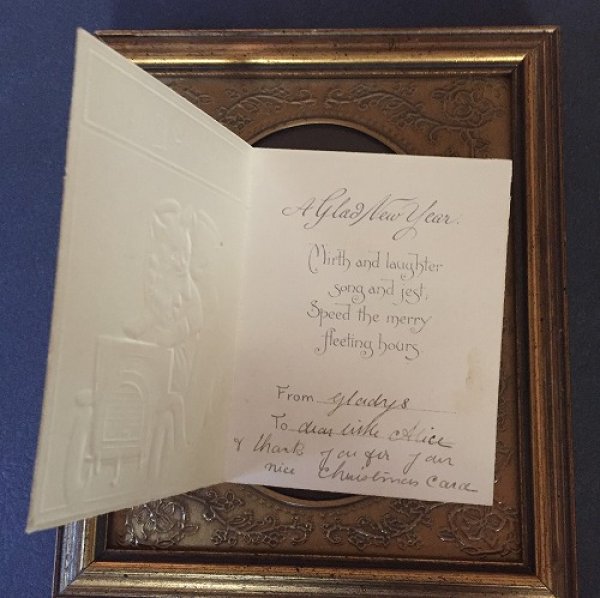 A Glad New Year.
Mirth and laughter
song and jest,
Speed the merry
fleeting hours
From Gladys
To dear little Alice
& thank you for your
nice Christmas Card